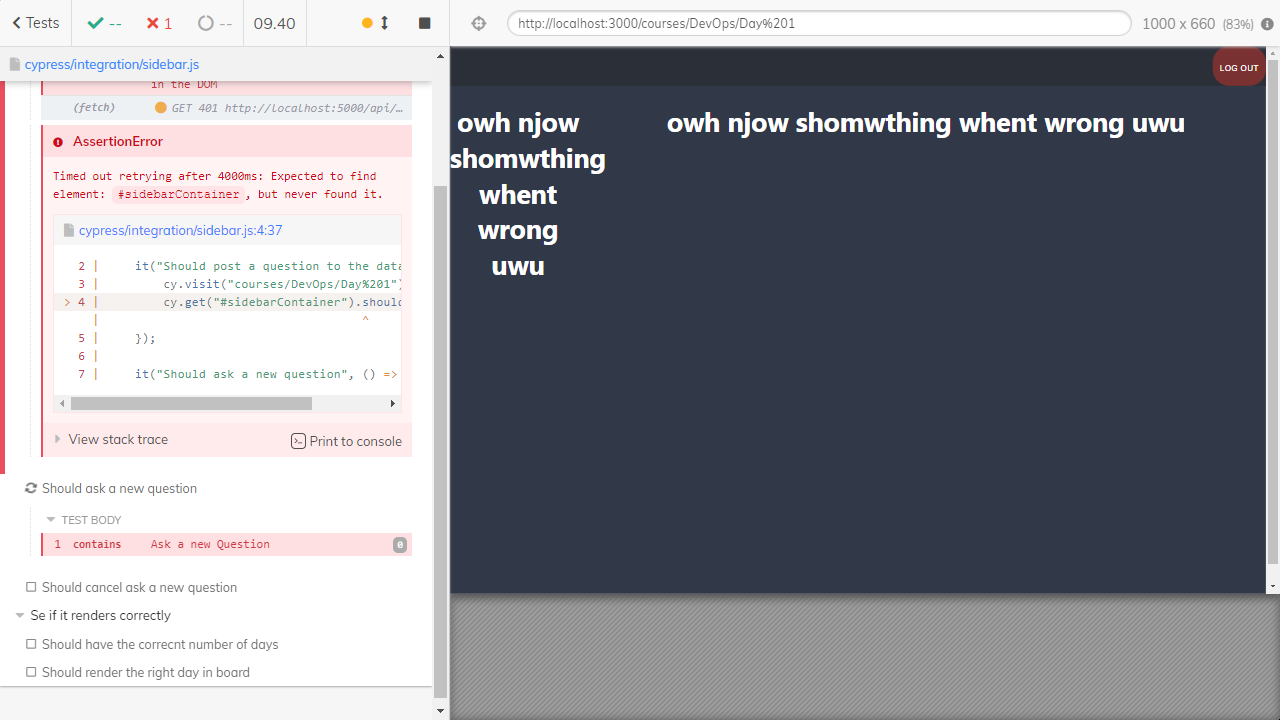 Tests
--
1
--
09.40
http://localhost:3000/courses/DevOps/Day%201
1000 x 660 (83%)
cypress/integration/sidebar.js
in the DOM
(fetch) GET 401 http://localhost:5000/api/…
AssertionError
Timed out retrying after 4000ms: Expected to find
element: #sidebarContainer, but never found it.
cypress/integration/sidebar.js:4:37
2 | it("Should post a question to the data
3 | cy.visit("courses/DevOps/Day%201")
> 4 | cy.get("#sidebarContainer").should
| ^
5 | });
6 |
7 | it("Should ask a new question", () =>
View stack trace
Print to console
Should ask a new question
TEST BODY
1 contains Ask a new Question 0
Should cancel ask a new question
Se if it renders correctly
Should have the correcnt number of days
Should render the right day in board
LOG OUT
owh njow
shomwthing
whent
wrong
uwu
owh njow shomwthing whent wrong uwu